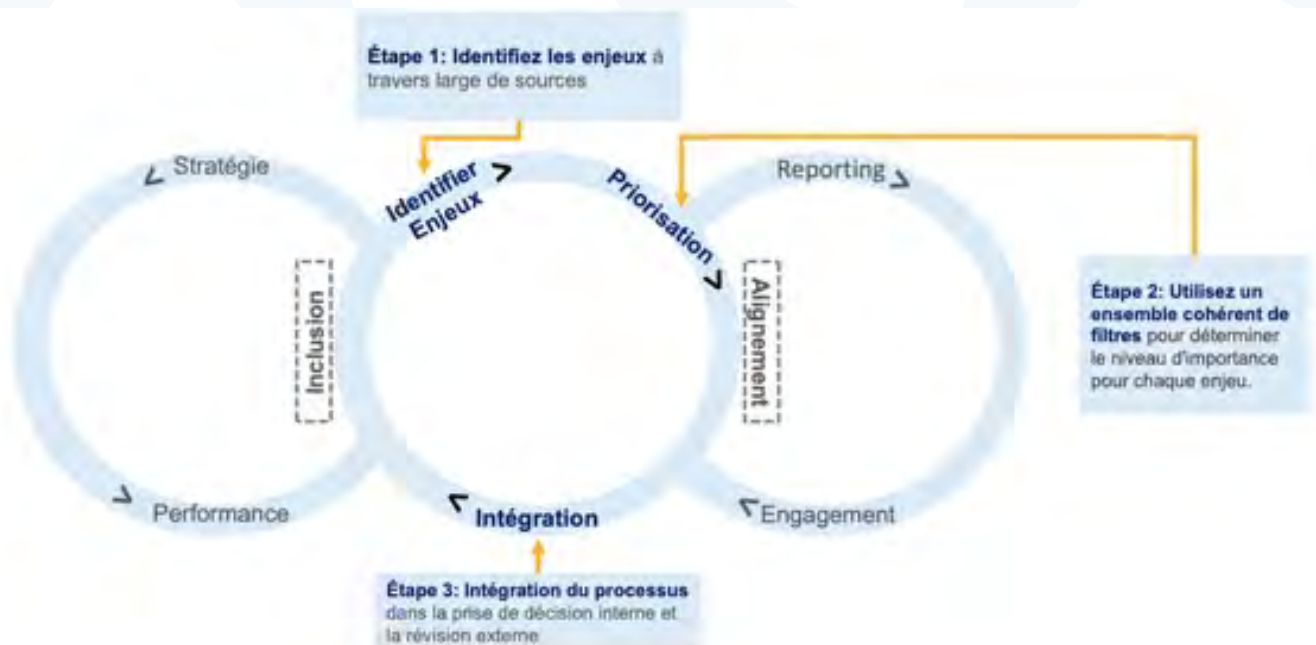 Étape 1: Identifiez les enjeux à
travers large de sources
Stratégie
Identifier
Enjeux
Priorisation
Reporting
Inclusion
Alignement
Étape 2: Utilisez un
ensemble cohérent de
filtres pour déterminer
le niveau d'importance
pour chaque enjeu.
Performance
Intégration
Engagement
Étape 3: Intégration du processus
dans la prise de décision interne et
la révision externe